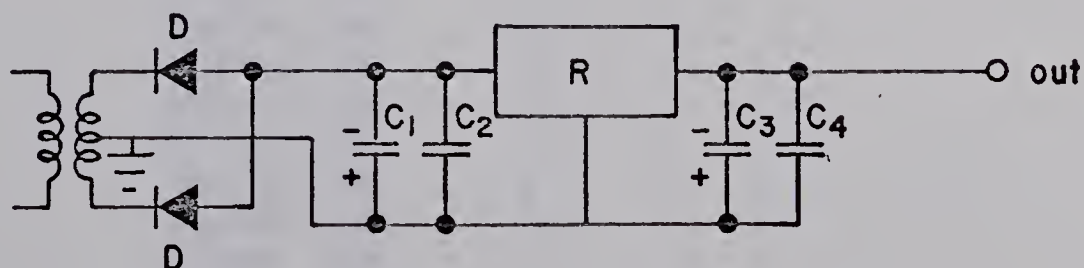 D
R
out
- C₁ C₂
+
- C₃ C₄
+
D